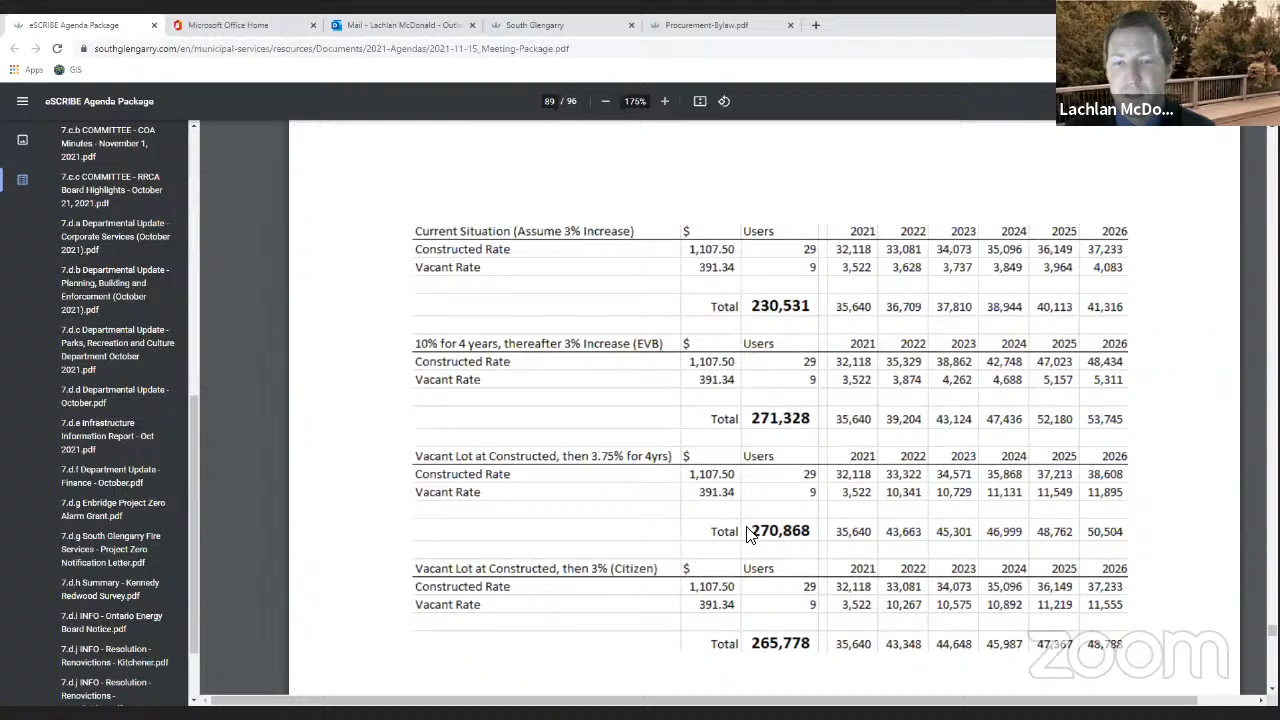 eSCRIBE Agenda Package
Microsoft Office Home
Mail - Lachlan McDonald - Outlo
South Glengarry
Procurement-Bylaw.pdf
southglengarry.com/en/municipal-services/resources/Documents/2021-Agendas/2021-11-15_Meeting-Package.pdf
Apps GIS
eSCRIBE Agenda Package
89 / 96
175%
Lachlan McDo...
7.c.b COMMITTEE - COA
Minutes - November 1,
2021.pdf
7.c.c COMMITTEE - RRCA
Board Highlights - October
21, 2021.pdf
7.d.a Departmental Update -
Corporate Services (October
2021).pdf
7.d.b Departmental Update -
Planning, Building and
Enforcement (October
2021).pdf
7.d.c Departmental Update -
Parks, Recreation and Culture
Department October
2021.pdf
7.d.d Departmental Update -
October.pdf
7.d.e Infrastructure
Information Report - Oct
2021.pdf
7.d.f Department Update -
Finance - October.pdf
7.d.g Enbridge Project Zero
Alarm Grant.pdf
7.d.g South Glengarry Fire
Services - Project Zero
Notification Letter.pdf
7.d.h Summary - Kennedy
Redwood Survey.pdf
7.d.i INFO - Ontario Energy
Board Notice.pdf
7.d.j INFO - Resolution -
Renovictions - Kitchener.pdf
7.d.j INFO - Resolution -
Renovictions -
Current Situation (Assume 3% Increase) $ Users 2021 2022 2023 2024 2025 2026
Constructed Rate 1,107.50 29 32,118 33,081 34,073 35,096 36,149 37,233
Vacant Rate 391.34 9 3,522 3,628 3,737 3,849 3,964 4,083
Total 230,531 35,640 36,709 37,810 38,944 40,113 41,316
10% for 4 years, thereafter 3% Increase (EVB) $ Users 2021 2022 2023 2024 2025 2026
Constructed Rate 1,107.50 29 32,118 35,329 38,862 42,748 47,023 48,434
Vacant Rate 391.34 9 3,522 3,874 4,262 4,688 5,157 5,311
Total 271,328 35,640 39,204 43,124 47,436 52,180 53,745
Vacant Lot at Constructed, then 3.75% for 4yrs) $ Users 2021 2022 2023 2024 2025 2026
Constructed Rate 1,107.50 29 32,118 33,322 34,571 35,868 37,213 38,608
Vacant Rate 391.34 9 3,522 10,341 10,729 11,131 11,549 11,895
Total 270,868 35,640 43,663 45,301 46,999 48,762 50,504
Vacant Lot at Constructed, then 3% (Citizen) $ Users 2021 2022 2023 2024 2025 2026
Constructed Rate 1,107.50 29 32,118 33,081 34,073 35,096 36,149 37,233
Vacant Rate 391.34 9 3,522 10,267 10,575 10,892 11,219 11,555
Total 265,778 35,640 43,348 44,648 45,987 47,367 48,788
zoom